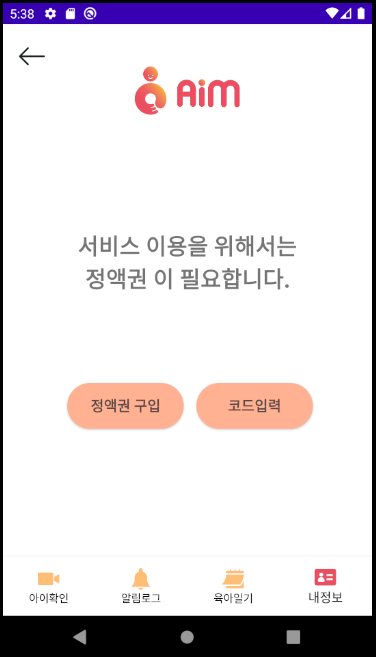 5:38
AiM
서비스 이용을 위해서는
정액권 이 필요합니다.
정액권 구입
코드입력
아이확인
알림로그
육아일기
내정보